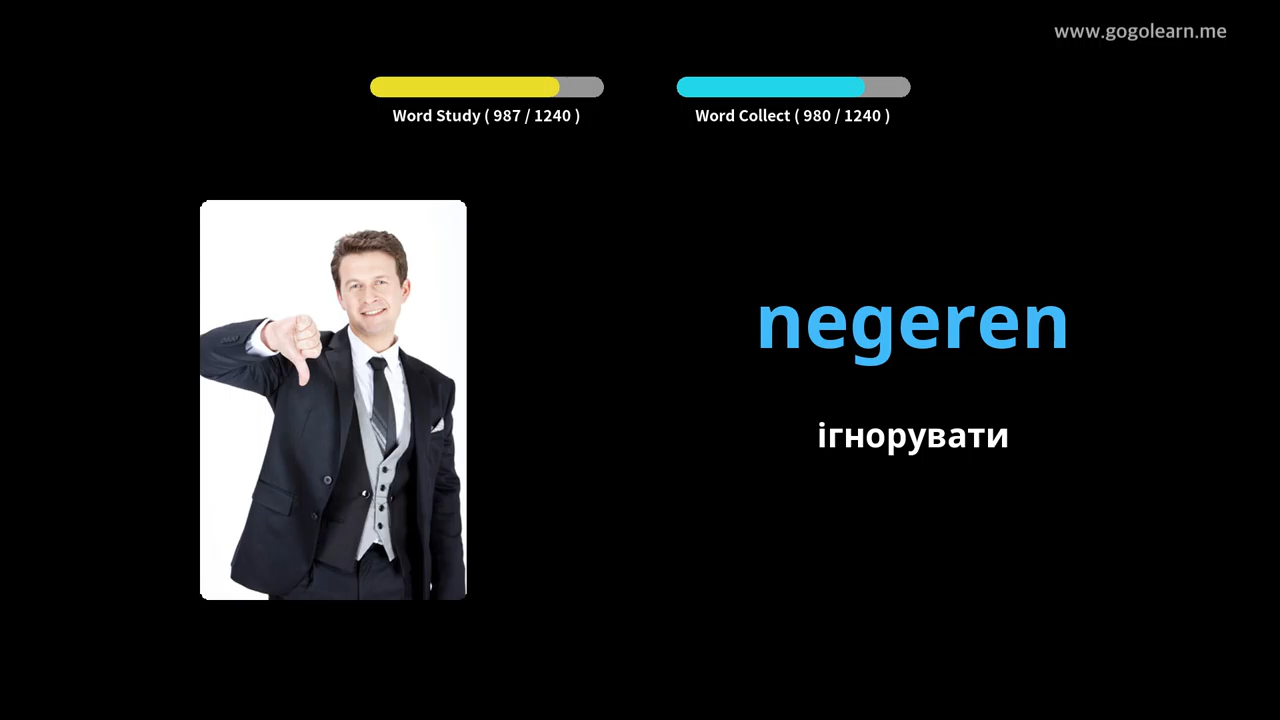 www.gogolearn.me
Word Study ( 987 / 1240 )
Word Collect ( 980 / 1240 )
negeren
ігнорувати